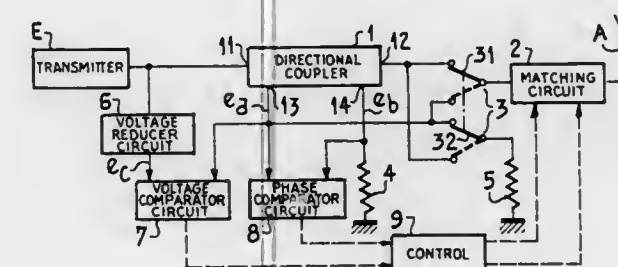 E
TRANSMITTER
11
1
DIRECTIONAL COUPLER
12
31
2
A
MATCHING CIRCUIT
6
VOLTAGE REDUCER CIRCUIT
ea
13
14
eb
3
32
ec
VOLTAGE COMPARATOR CIRCUIT
7
PHASE COMPARATOR CIRCUIT
8
4
5
9
CONTROL